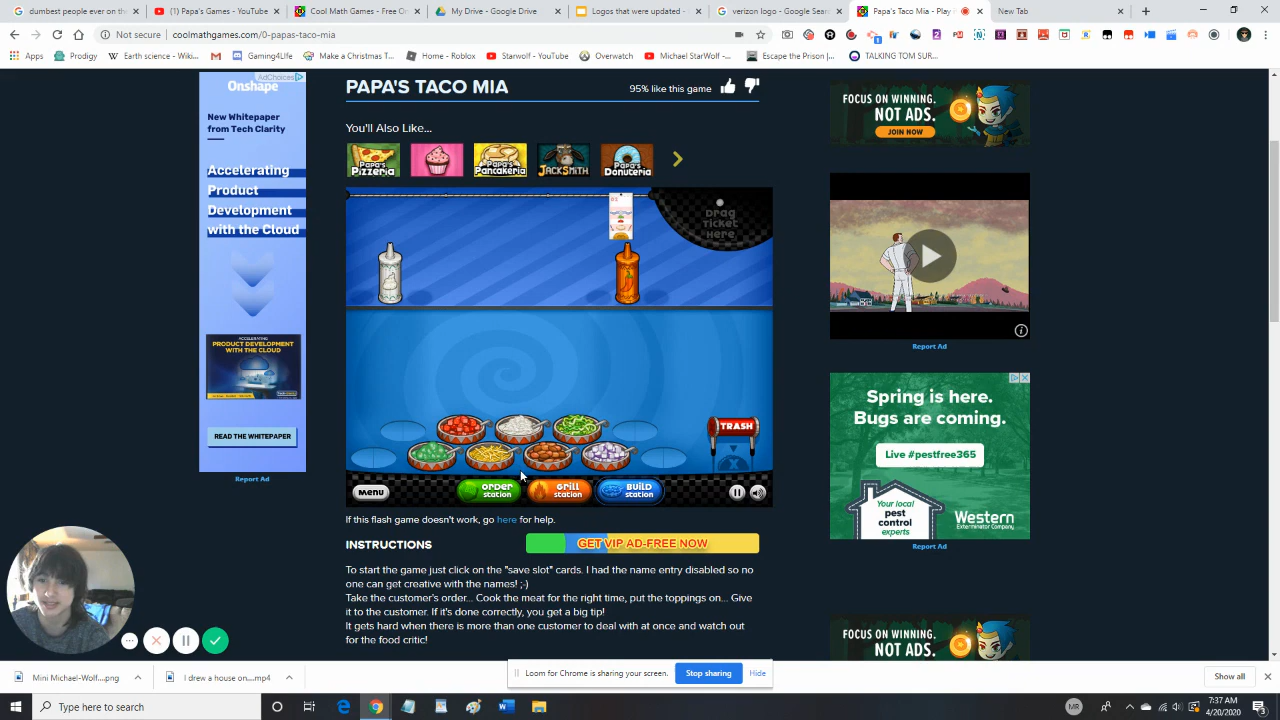 dumbest people ever on th
(1) Papa's Games - YouTub
Cool Math Games - Free O
My Drive - Google Drive
Logos that were updated -
verizon logo - Google Sear
Papa's Taco Mia
New Tab
Not secure | coolmathgames.com/0-papas-taco-mia
Apps
Prodigy
Earth science - Wiki...
Gaming4Life
Make a Christmas T...
Home - Roblox
Michael StarWolf - ...
Overwatch
Escape the Prison |...
TALKING TOM SUR...
AdChoices
Onshape
New Whitepaper
from Tech Clarity
Accelerating
Product
Development
with the Cloud
ACCELERATING
PRODUCT DEVELOPMENT
WITH THE CLOUD
READ THE WHITEPAPER
Report Ad
PAPA'S TACO MIA
95% like this game
You'll Also Like...
Papa's
Pizzeria
Papa's
Pancakeria
JACKSMITH
Papa's
Donuteria
Drag
Ticket
Here
TRASH
X
menu
Order
Station
Grill
Station
Build
Station
If this flash game doesn't work, go here for help.
INSTRUCTIONS
GET VIP AD-FREE NOW
To start the game just click on the "save slot" cards. I had the name entry disabled so no
one can get creative with the names! ;-)
Take the customer's order... Cook the meat for the right time, put the toppings on... Give
it to the customer. If it's done correctly, you get a big tip!
It gets hard when there is more than one customer to deal with at once and watch out
for the food critic!
FOCUS ON WINNING.
NOT ADS.
JOIN NOW
Report Ad
Spring is here.
Bugs are coming.
Live #pestfree365
Your local
pest
control
experts
Western
Exterminator Company
Report Ad
FOCUS ON WINNING.
NOT ADS.
Mini Michael-Wolf....png
I drew a house on....mp4
Loom for Chrome is sharing your screen.
Stop sharing
Hide
Show all
Type here to search
MR
7:37 AM
4/20/2020
3